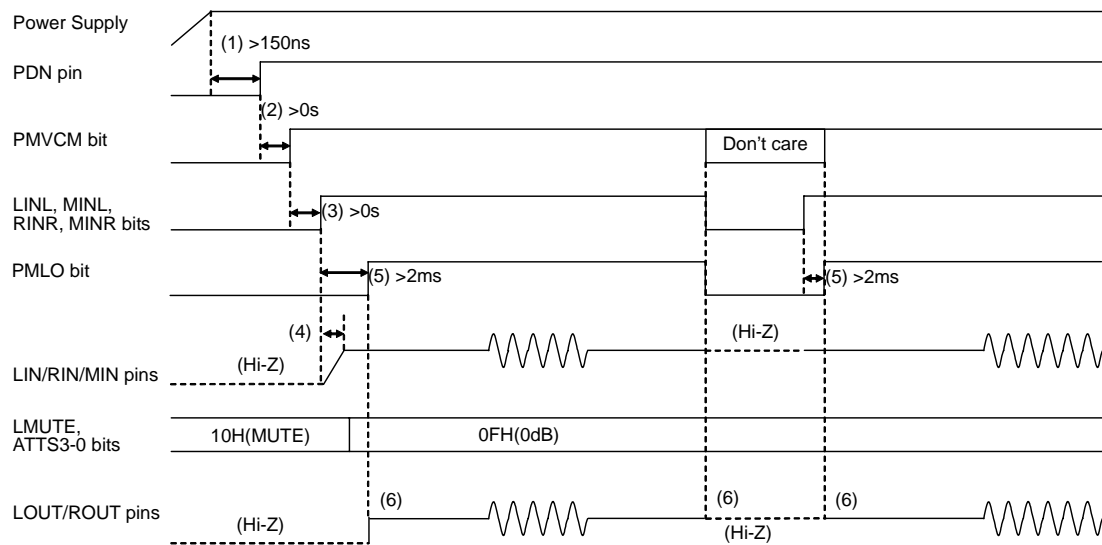 Power Supply
(1) >150ns
PDN pin
(2) >0s
PMVCM bit
Don't care
LINL, MINL,
RINR, MINR bits
(3) >0s
PMLO bit
(5) >2ms
(5) >2ms
(4)
(Hi-Z)
(Hi-Z)
LIN/RIN/MIN pins
LMUTE,
ATTS3-0 bits
10H(MUTE)
0FH(0dB)
(6)
(6)
(6)
LOUT/ROUT pins
(Hi-Z)
(Hi-Z)